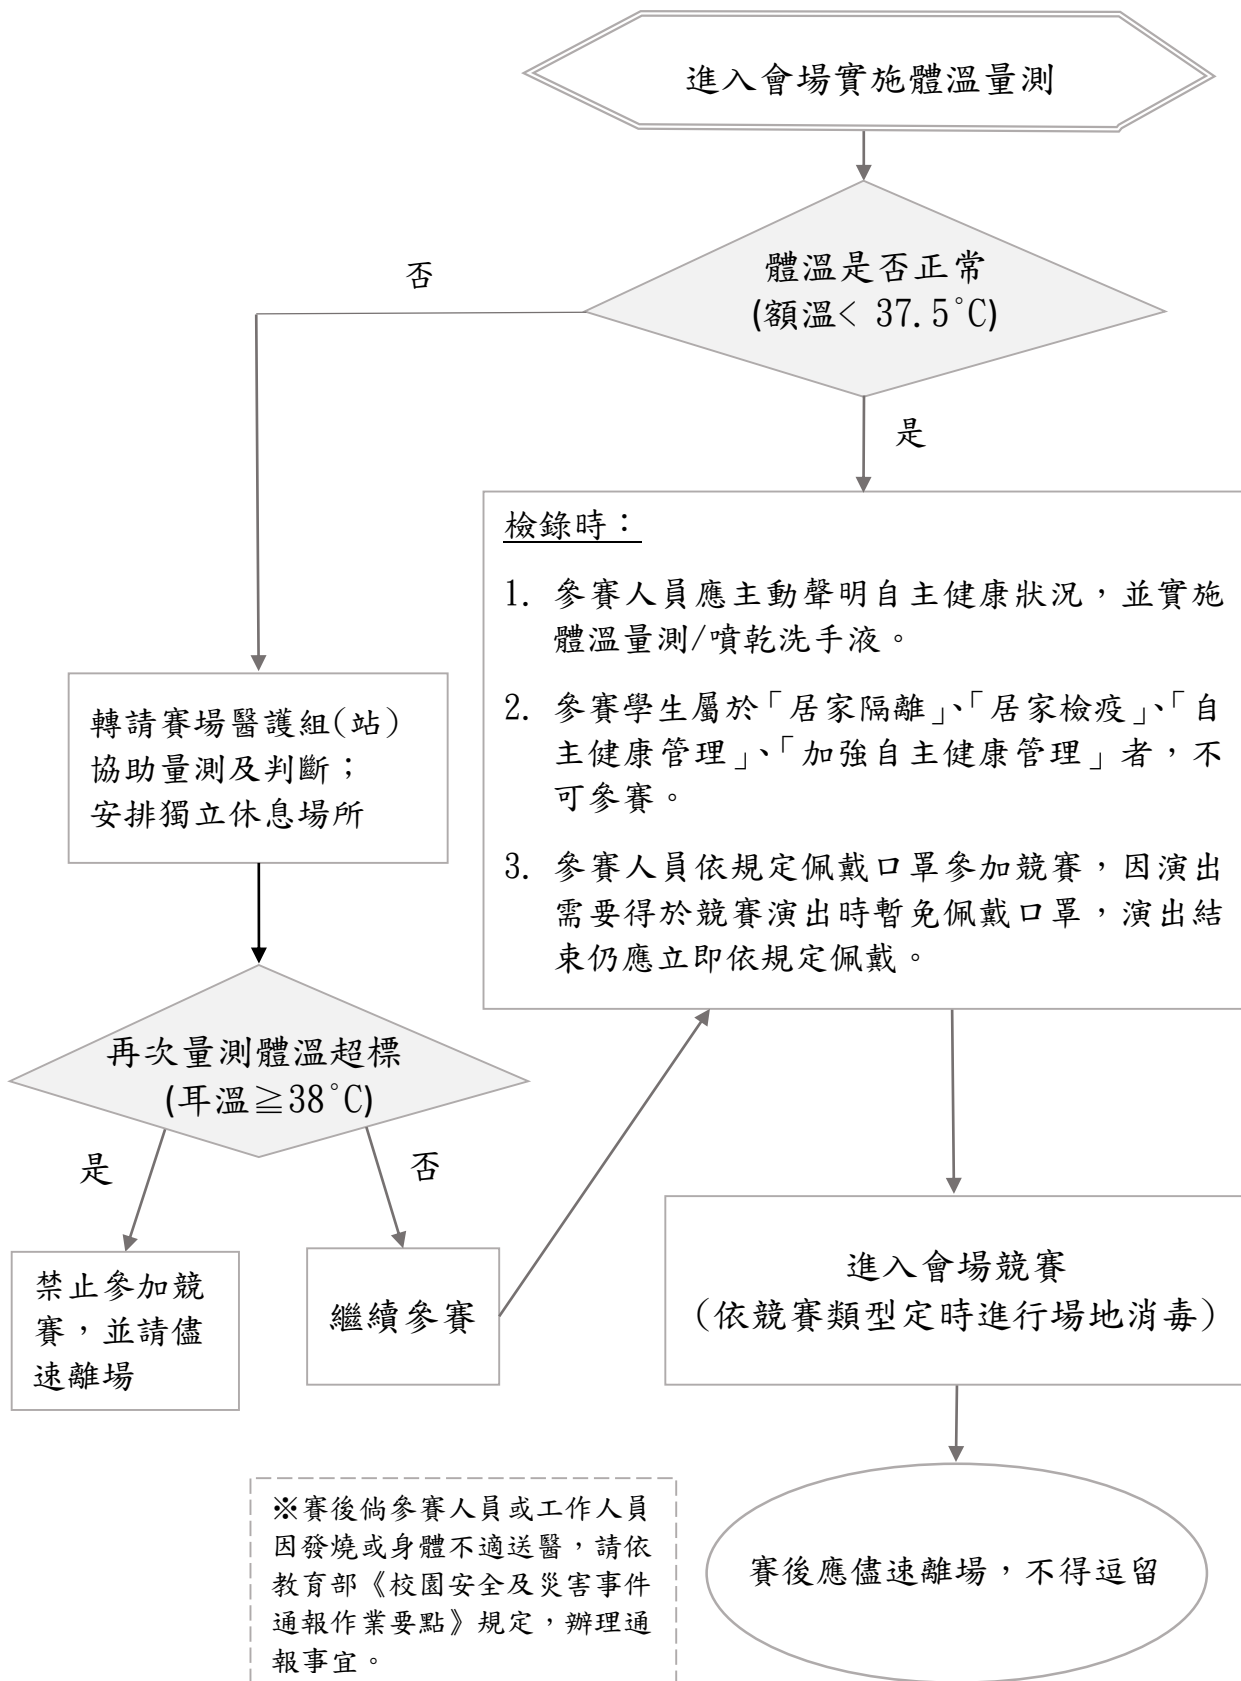 進入會場實施體溫量測
體溫是否正常
(額溫< 37.5°C)
否
是
檢錄時：
1. 參賽人員應主動聲明自主健康狀況，並實施
體溫量測/噴乾洗手液。
2. 參賽學生屬於「居家隔離」、「居家檢疫」、「自
主健康管理」、「加強自主健康管理」者，不
可參賽。
3. 參賽人員依規定佩戴口罩參加競賽，因演出
需要得於競賽演出時暫免佩戴口罩，演出結
束仍應立即依規定佩戴。
轉請賽場醫護組(站)
協助量測及判斷；
安排獨立休息場所
再次量測體溫超標
(耳溫≧38°C)
是
否
禁止參加競
賽，並請儘
速離場
繼續參賽
進入會場競賽
(依競賽類型定時進行場地消毒)
賽後應儘速離場，不得逗留
※賽後倘參賽人員或工作人員
因發燒或身體不適送醫，請依
教育部《校園安全及災害事件
通報作業要點》規定，辦理通
報事宜。